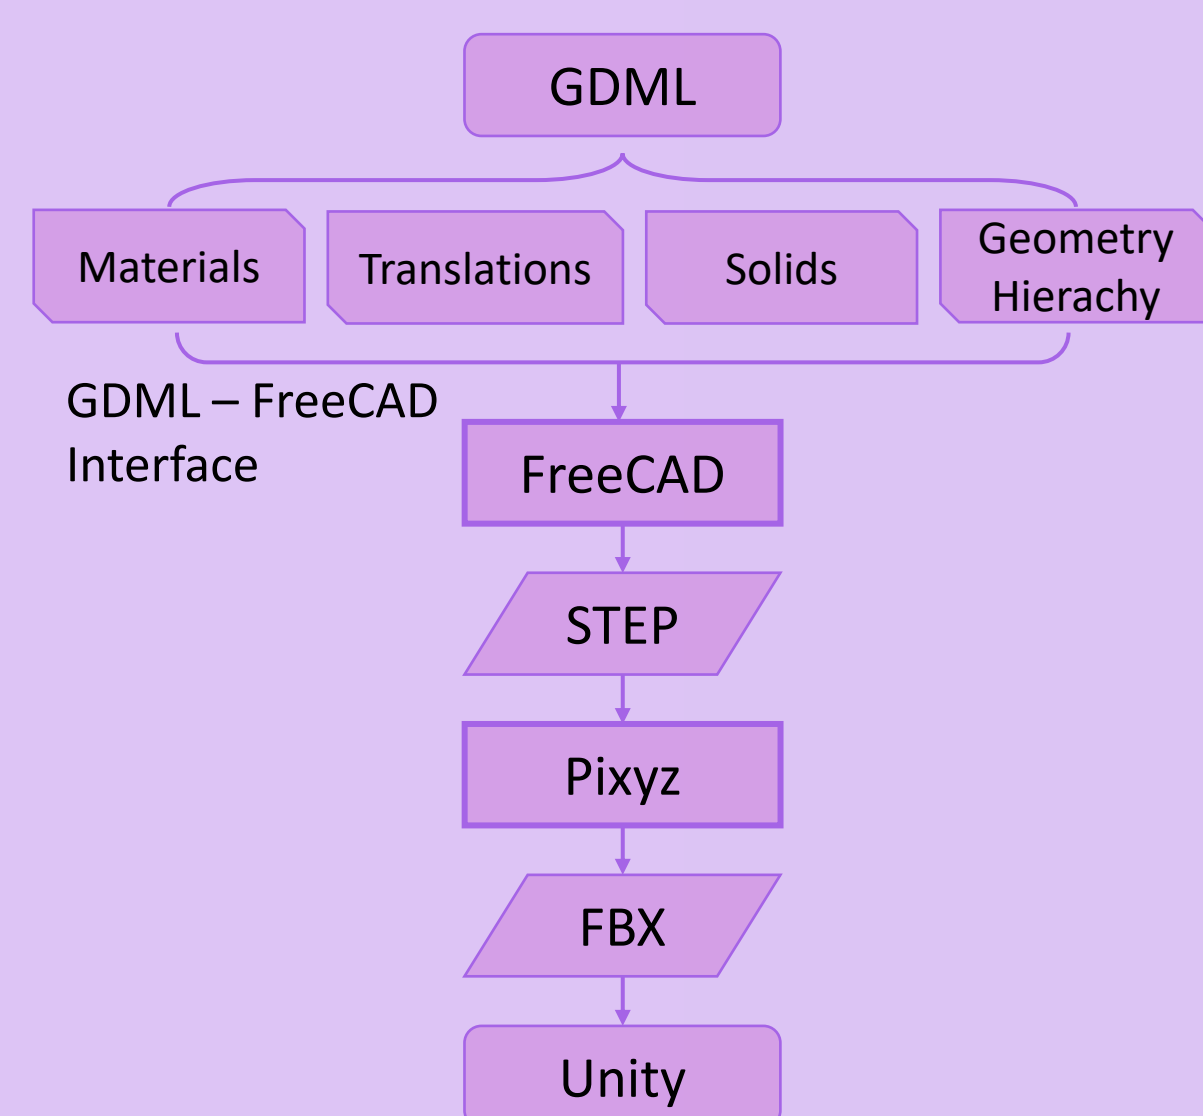 GDML
Materials
Translations
Solids
Geometry
Hierachy
GDML – FreeCAD
Interface
FreeCAD
STEP
Pixyz
FBX
Unity